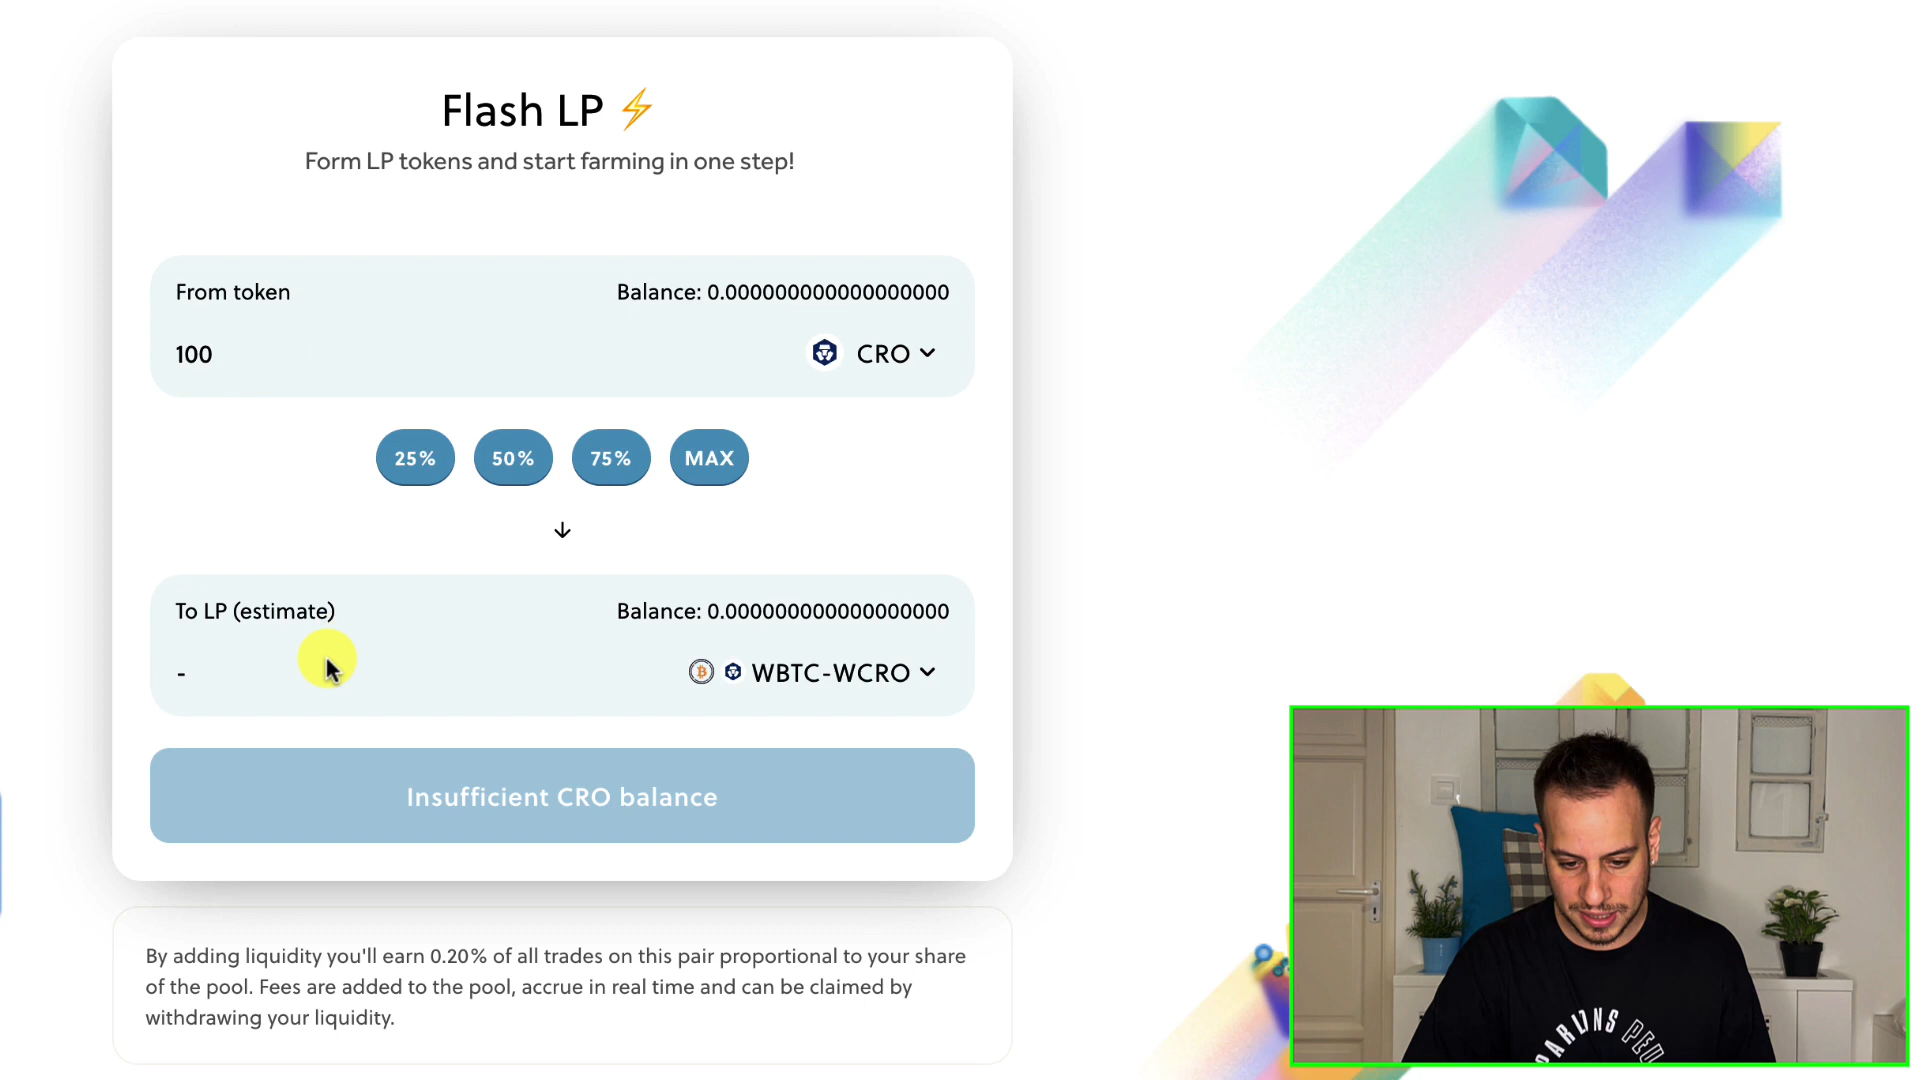 Flash LP ⚡
Form LP tokens and start farming in one step!
From token
Balance: 0.000000000000000000
100
CRO
25%
50%
75%
MAX
To LP (estimate)
Balance: 0.000000000000000000
-
WBTC-WCRO
Insufficient CRO balance
By adding liquidity you'll earn 0.20% of all trades on this pair proportional to your share
of the pool. Fees are added to the pool, accrue in real time and can be claimed by
withdrawing your liquidity.